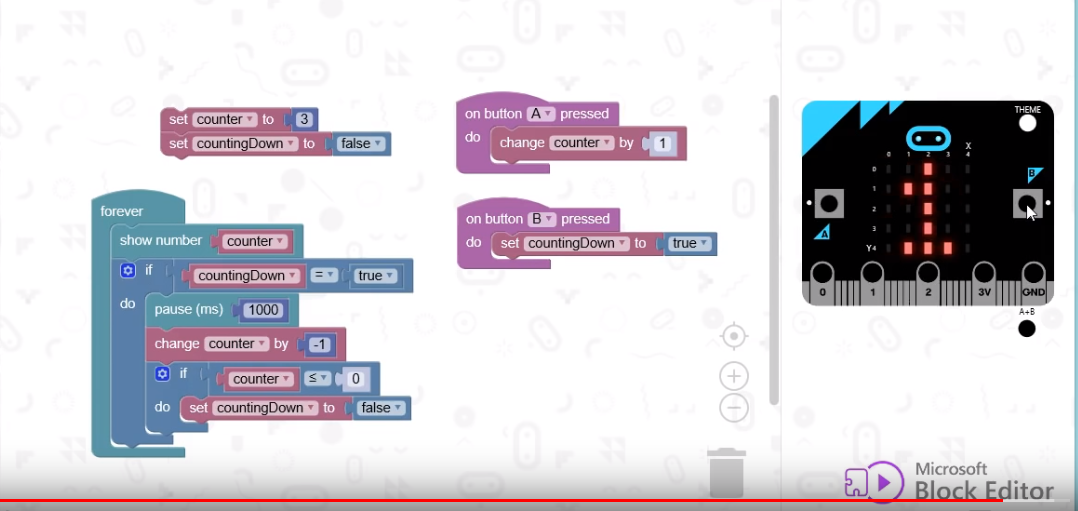 set counter to 3
set countingDown to false
forever
show number counter
if countingDown = true
do
pause (ms) 1000
change counter by -1
if counter ≤ 0
do set countingDown to false
on button A pressed
do change counter by 1
on button B pressed
do set countingDown to true
THEME
X
0 1 2 3 4
0
B
1
2
3
A
Y 4
0 1 2 3V GND
A+B
Microsoft
Block Editor